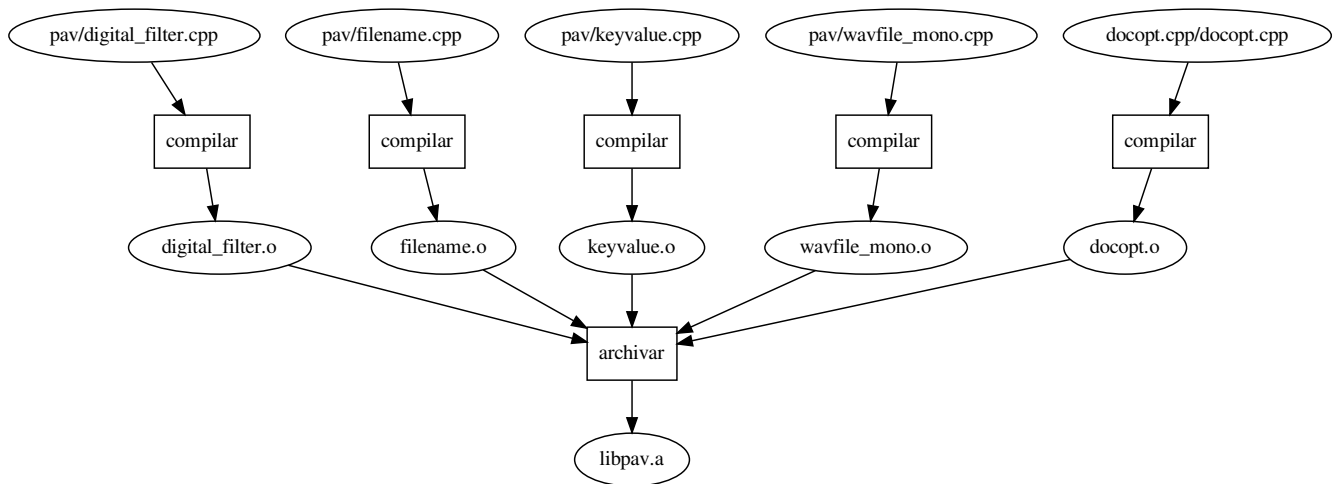 pav/digital_filter.cpp
pav/filename.cpp
pav/keyvalue.cpp
pav/wavfile_mono.cpp
docopt.cpp/docopt.cpp
compilar
compilar
compilar
compilar
compilar
digital_filter.o
filename.o
keyvalue.o
wavfile_mono.o
docopt.o
archivar
libpav.a